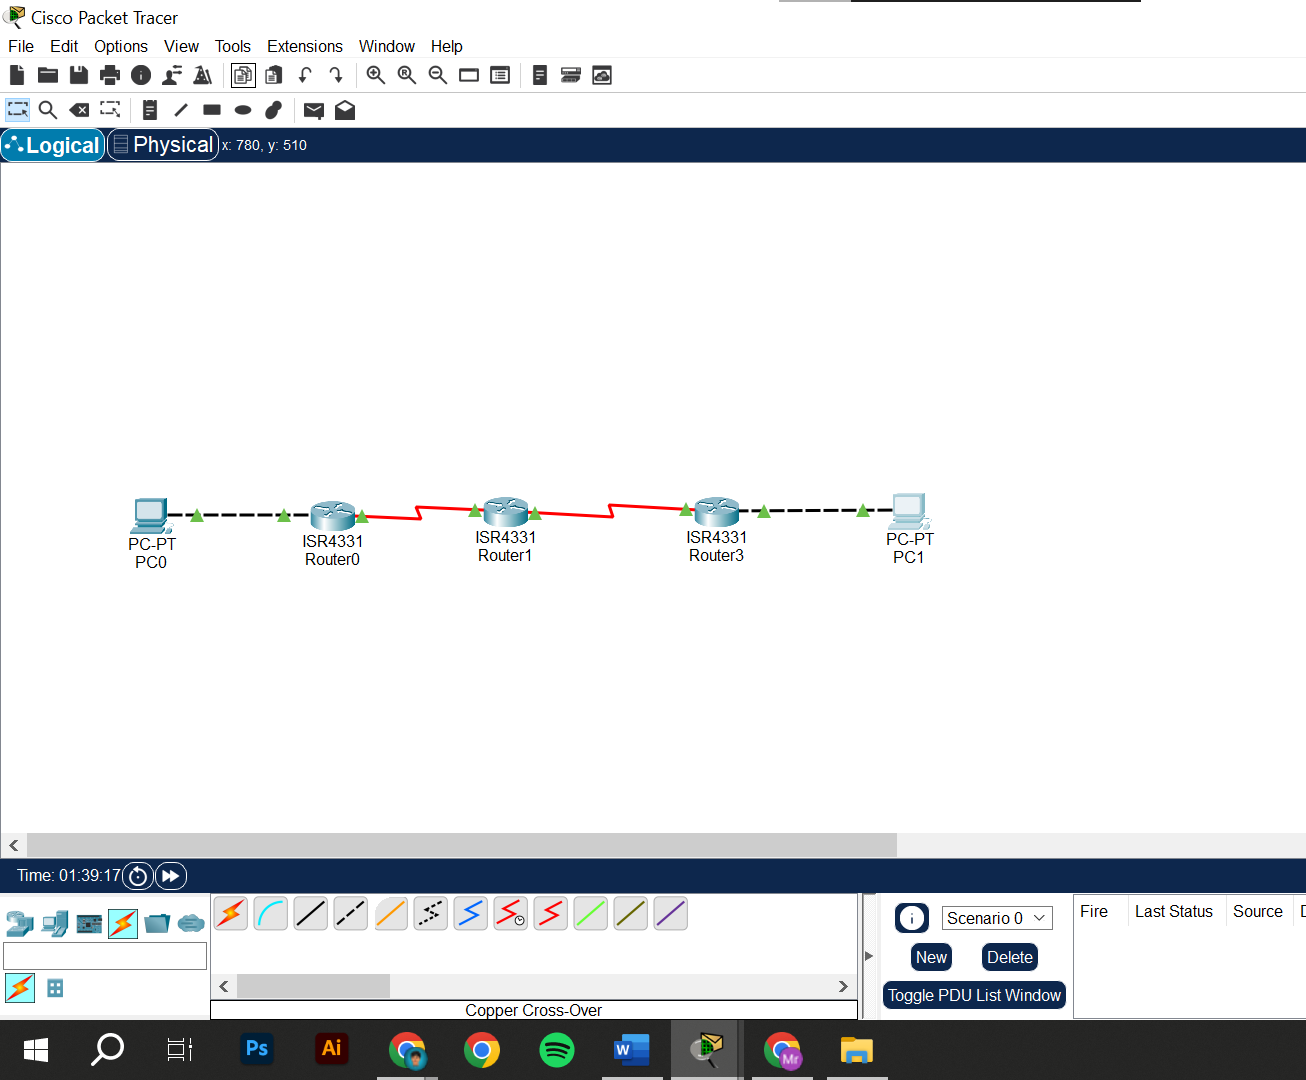 Cisco Packet Tracer
File Edit Options View Tools Extensions Window Help
Logical Physical x: 780, y: 510
PC-PT
PC0
ISR4331
Router0
ISR4331
Router1
ISR4331
Router3
PC-PT
PC1
Time: 01:39:17
Scenario 0
New Delete
Toggle PDU List Window
Fire Last Status Source D
Copper Cross-Over
Ps Ai W Mr